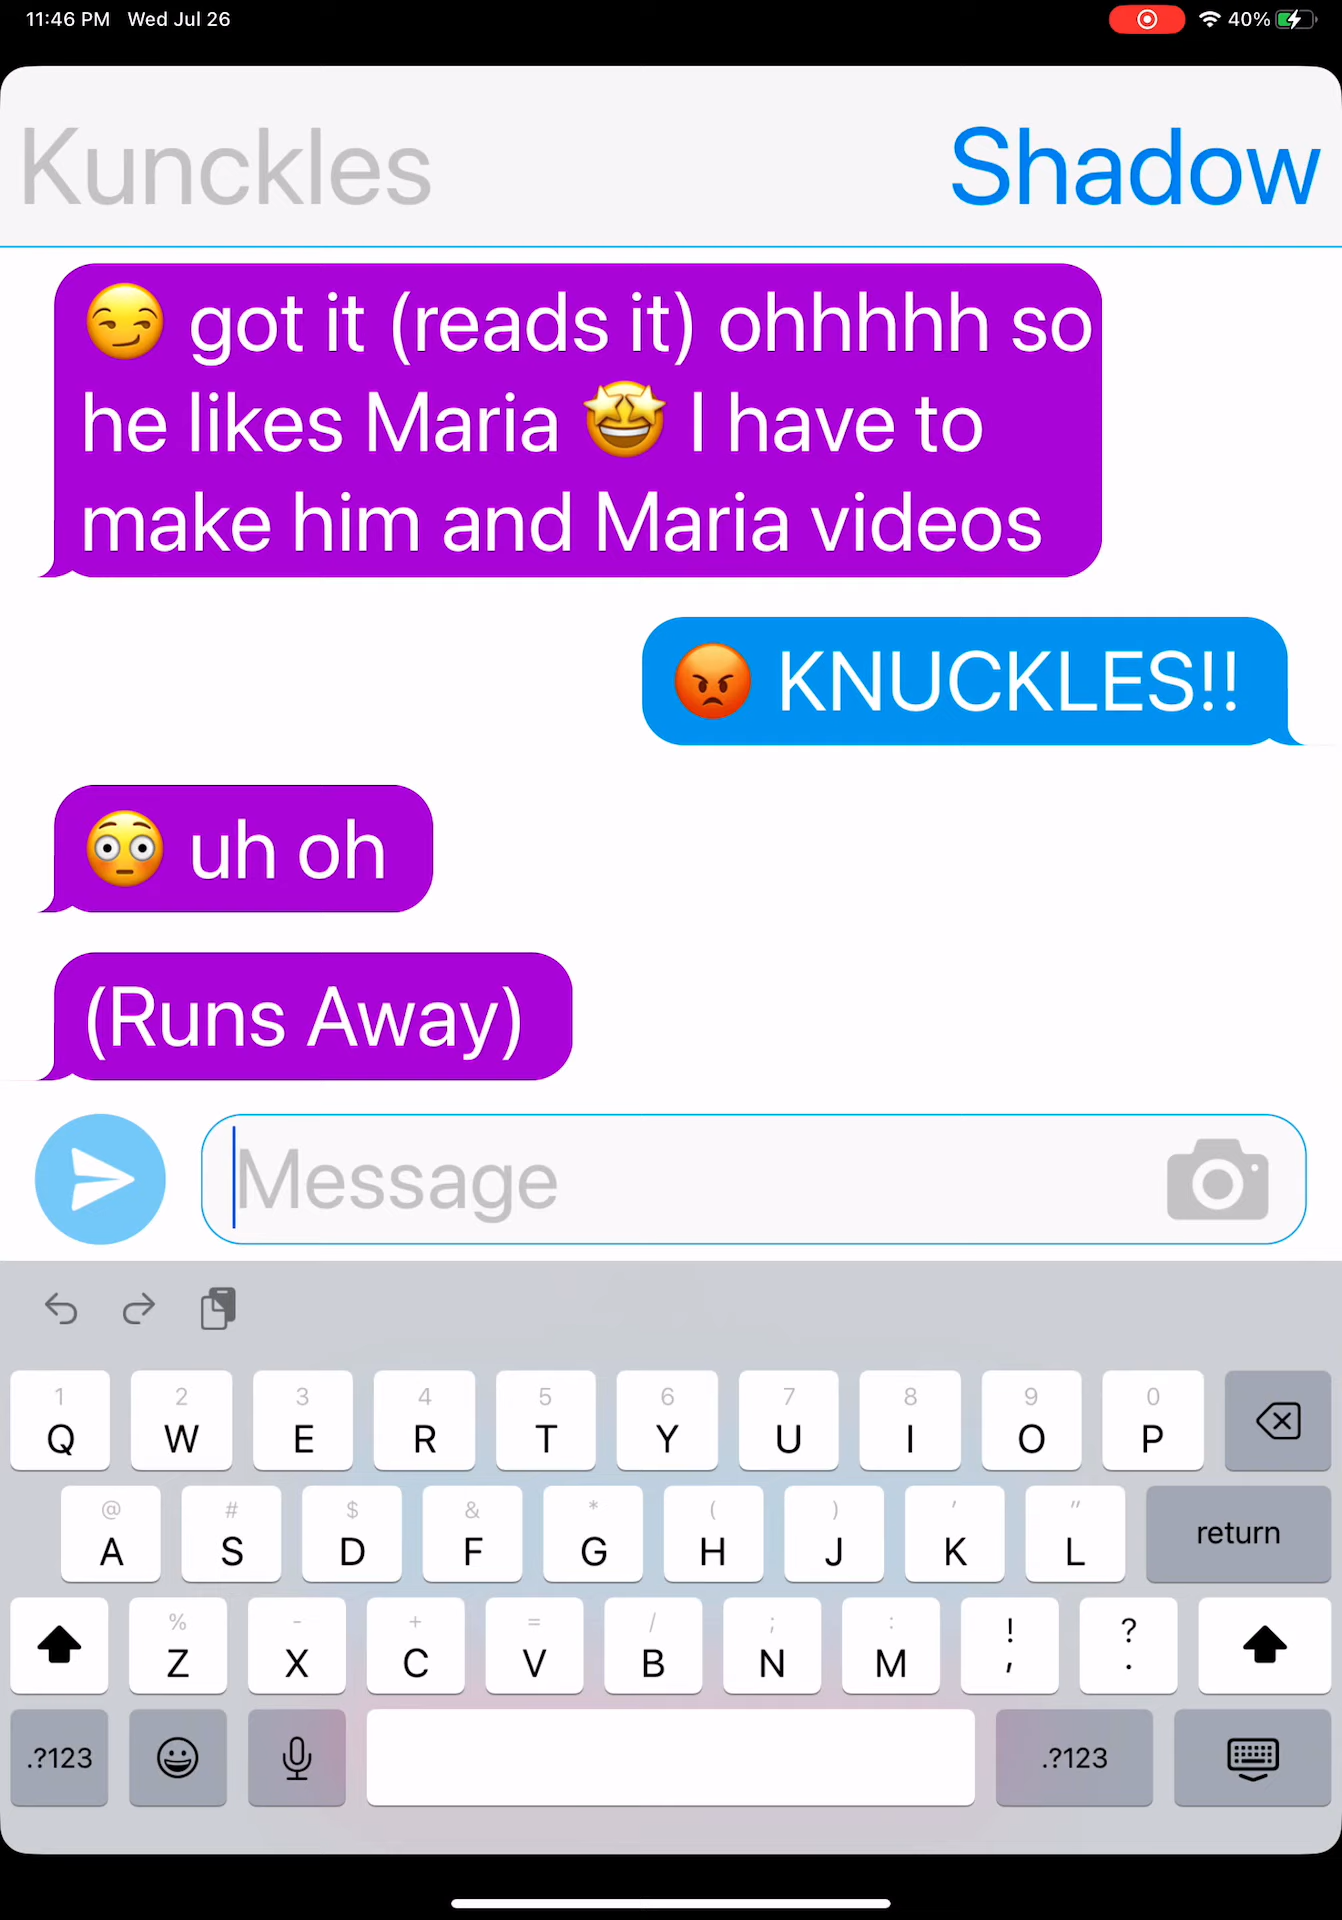 11:46 PM Wed Jul 26 40%
Kunckles Shadow
😏 got it (reads it) ohhhhh so
he likes Maria 🤩 I have to
make him and Maria videos
😡 KNUCKLES!!
😳 uh oh
(Runs Away)
Message
1 2 3 4 5 6 7 8 9 0
Q W E R T Y U I O P
@ # $ & * ( ) ' "
A S D F G H J K L return
% - + = / ; : ! ?
Z X C V B N M , .
.?123 .?123